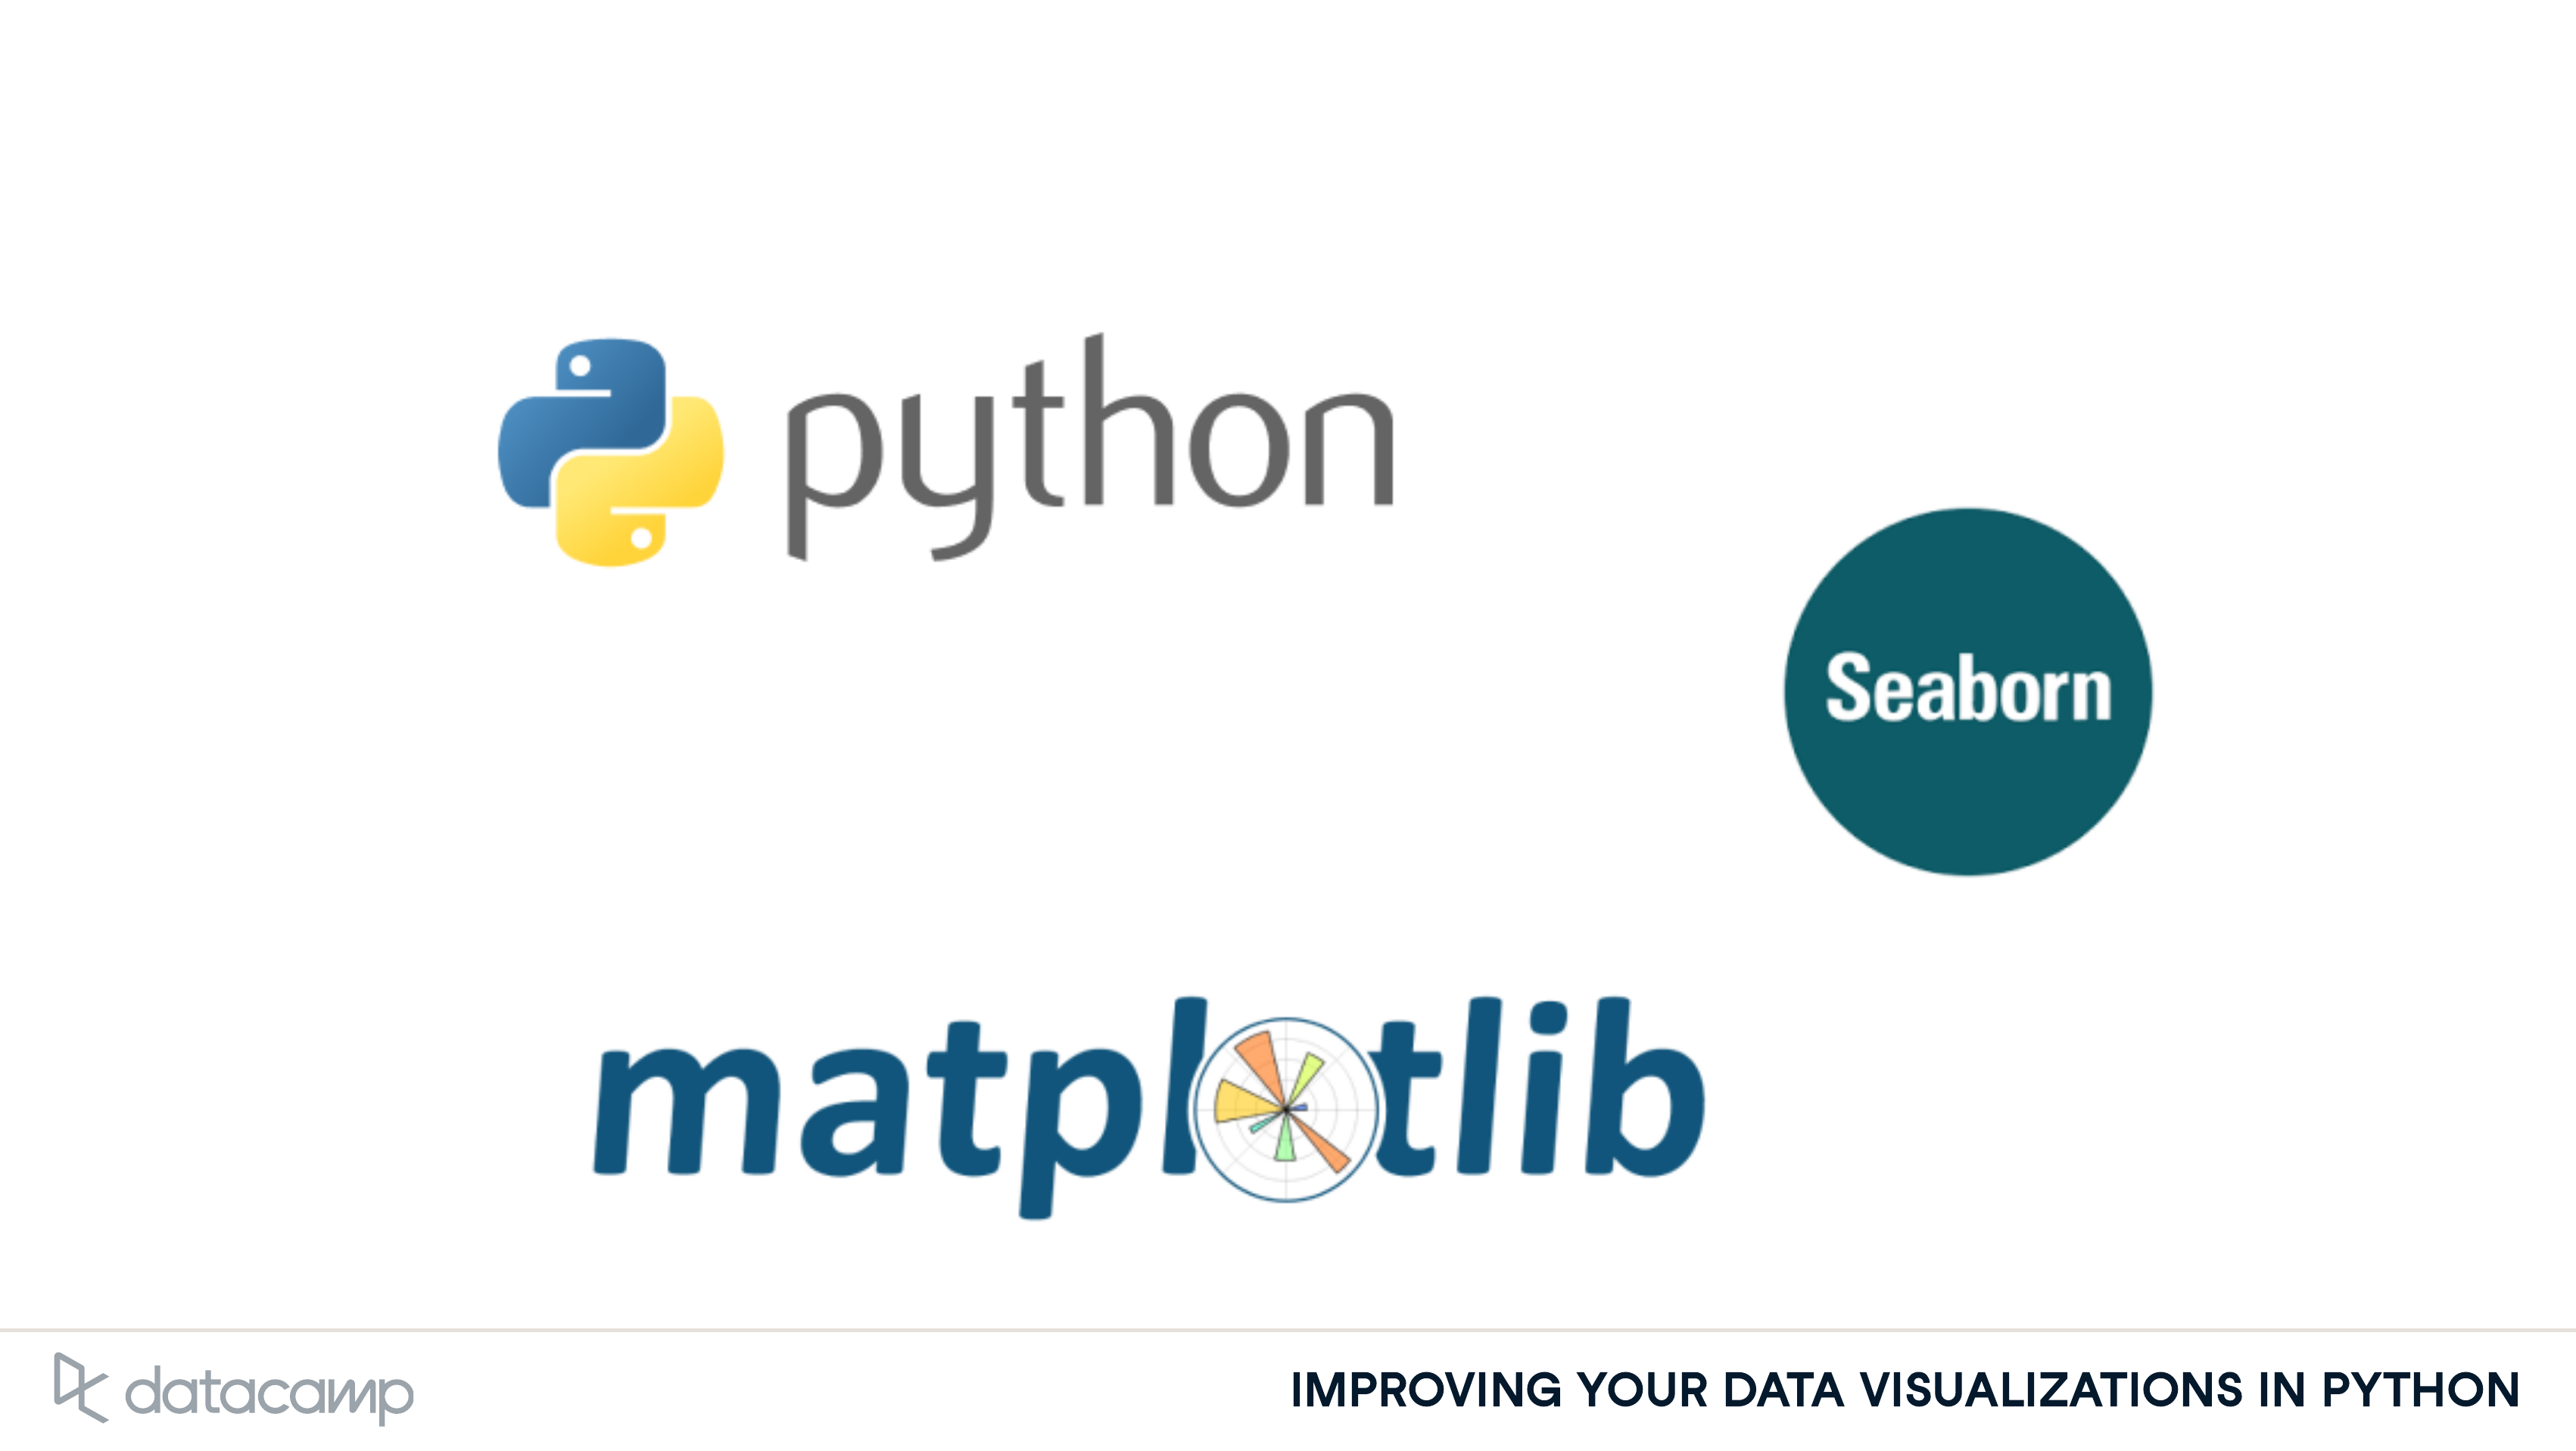 python
Seaborn
matplotlib
datacamp
IMPROVING YOUR DATA VISUALIZATIONS IN PYTHON